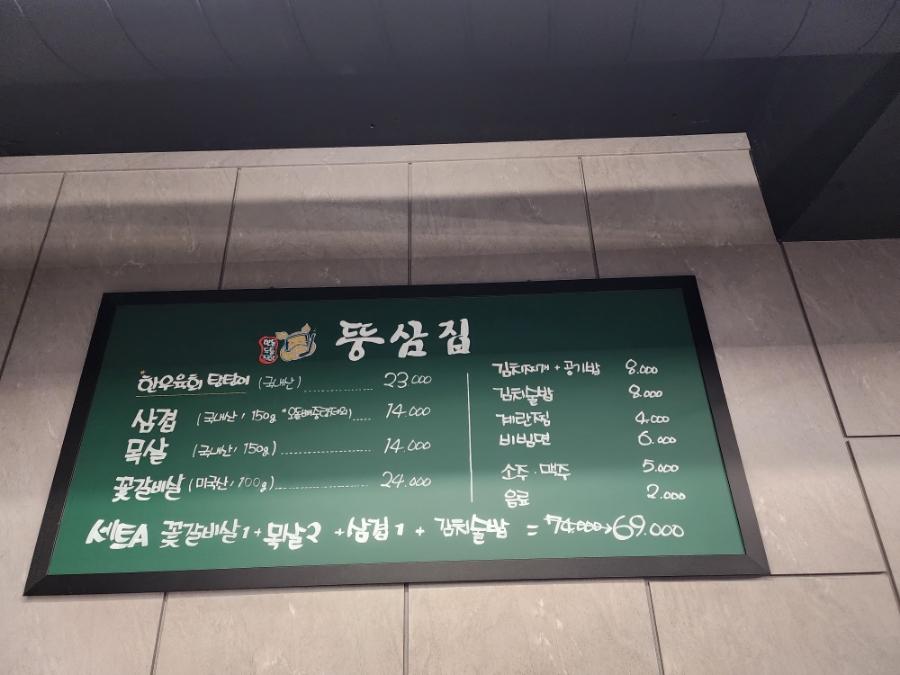 뚱삼집
한우육회 탕탕이 (국내산) 23.000
삼겹 (국내산, 150g 14.000
목살 (국내산, 150g) 14.000
꽃갈비살 (미국산, 100g) 24.000
김치찌개 + 공기밥 8.000
김치술밥 8.000
계란찜 4.000
비빔면 6.000
소주·맥주 5.000
음료 2.000
세트A 꽃갈비살1 + 목살2 + 삼겹1 + 김치술밥 = 74.000→69.000